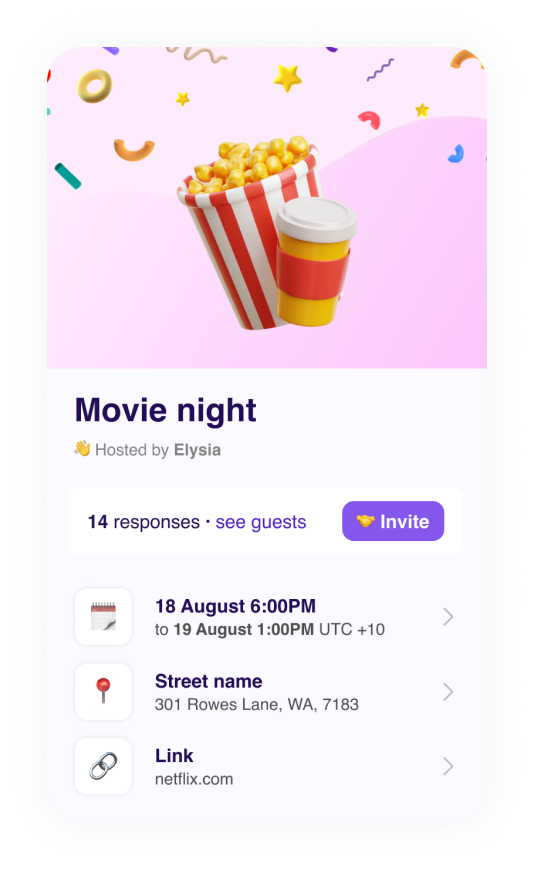 Movie night
👋 Hosted by Elysia
14 responses • see guests
🤝 Invite
18 August 6:00PM
to 19 August 1:00PM UTC +10
Street name
301 Rowes Lane, WA, 7183
Link
netflix.com